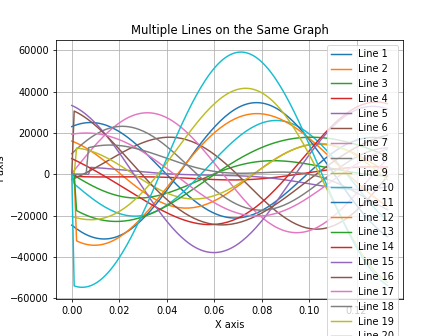 Multiple Lines on the Same Graph
60000
40000
20000
0
−20000
−40000
−60000
0.00
0.02
0.04
0.06
0.08
0.10
X axis
Line 1
Line 2
Line 3
Line 4
Line 5
Line 6
Line 7
Line 8
Line 9
Line 10
Line 11
Line 12
Line 13
Line 14
Line 15
Line 16
Line 17
Line 18
Line 19
Line 20